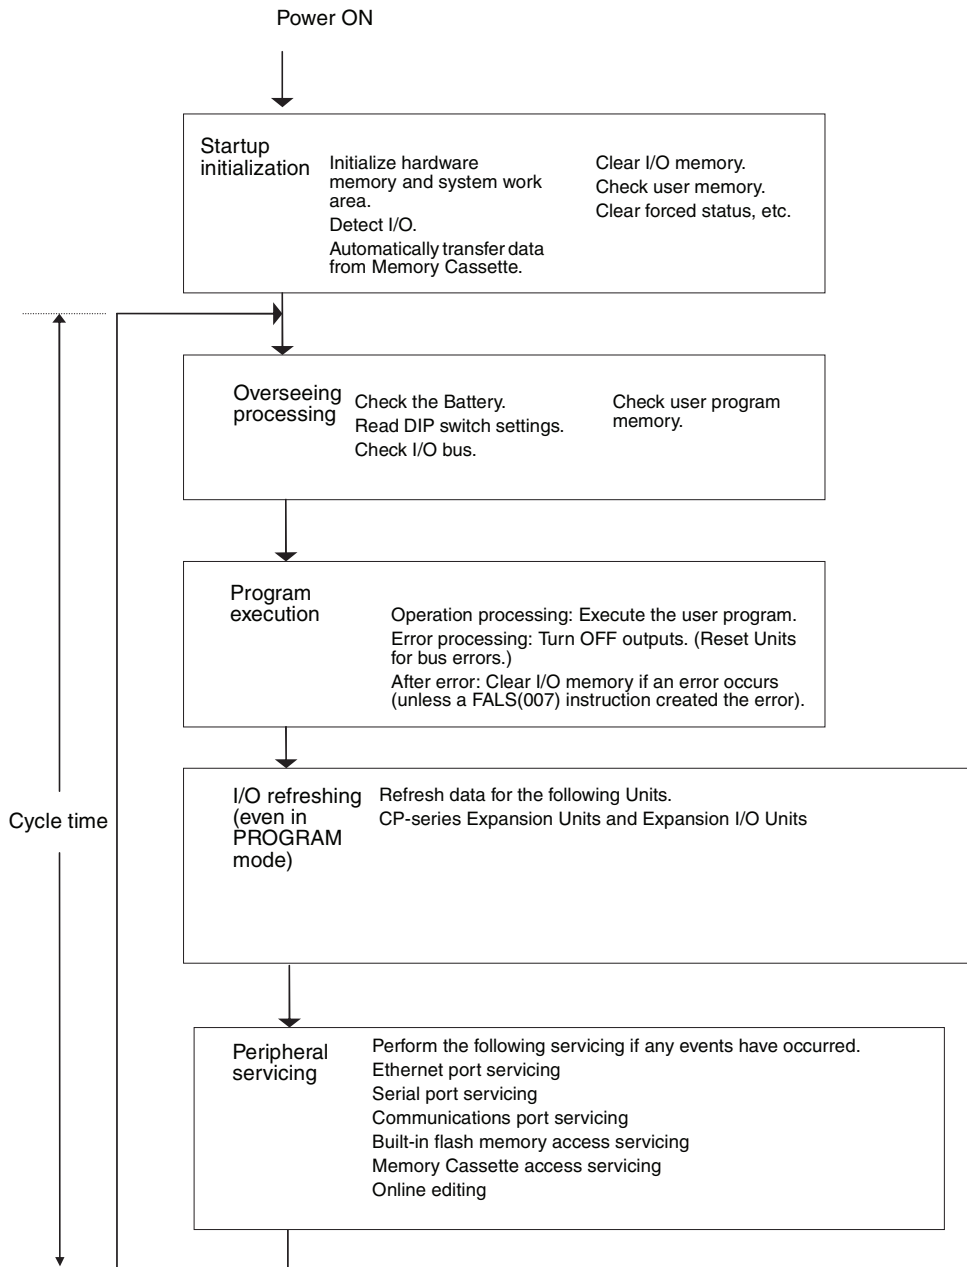 Power ON
Startup
initialization
Initialize hardware
memory and system work
area.
Detect I/O.
Automatically transfer data
from Memory Cassette.
Clear I/O memory.
Check user memory.
Clear forced status, etc.
Overseeing
processing
Check the Battery.
Read DIP switch settings.
Check I/O bus.
Check user program
memory.
Program
execution
Operation processing: Execute the user program.
Error processing: Turn OFF outputs. (Reset Units
for bus errors.)
After error: Clear I/O memory if an error occurs
(unless a FALS(007) instruction created the error).
Cycle time
I/O refreshing
(even in
PROGRAM
mode)
Refresh data for the following Units.
CP-series Expansion Units and Expansion I/O Units
Peripheral
servicing
Perform the following servicing if any events have occurred.
Ethernet port servicing
Serial port servicing
Communications port servicing
Built-in flash memory access servicing
Memory Cassette access servicing
Online editing